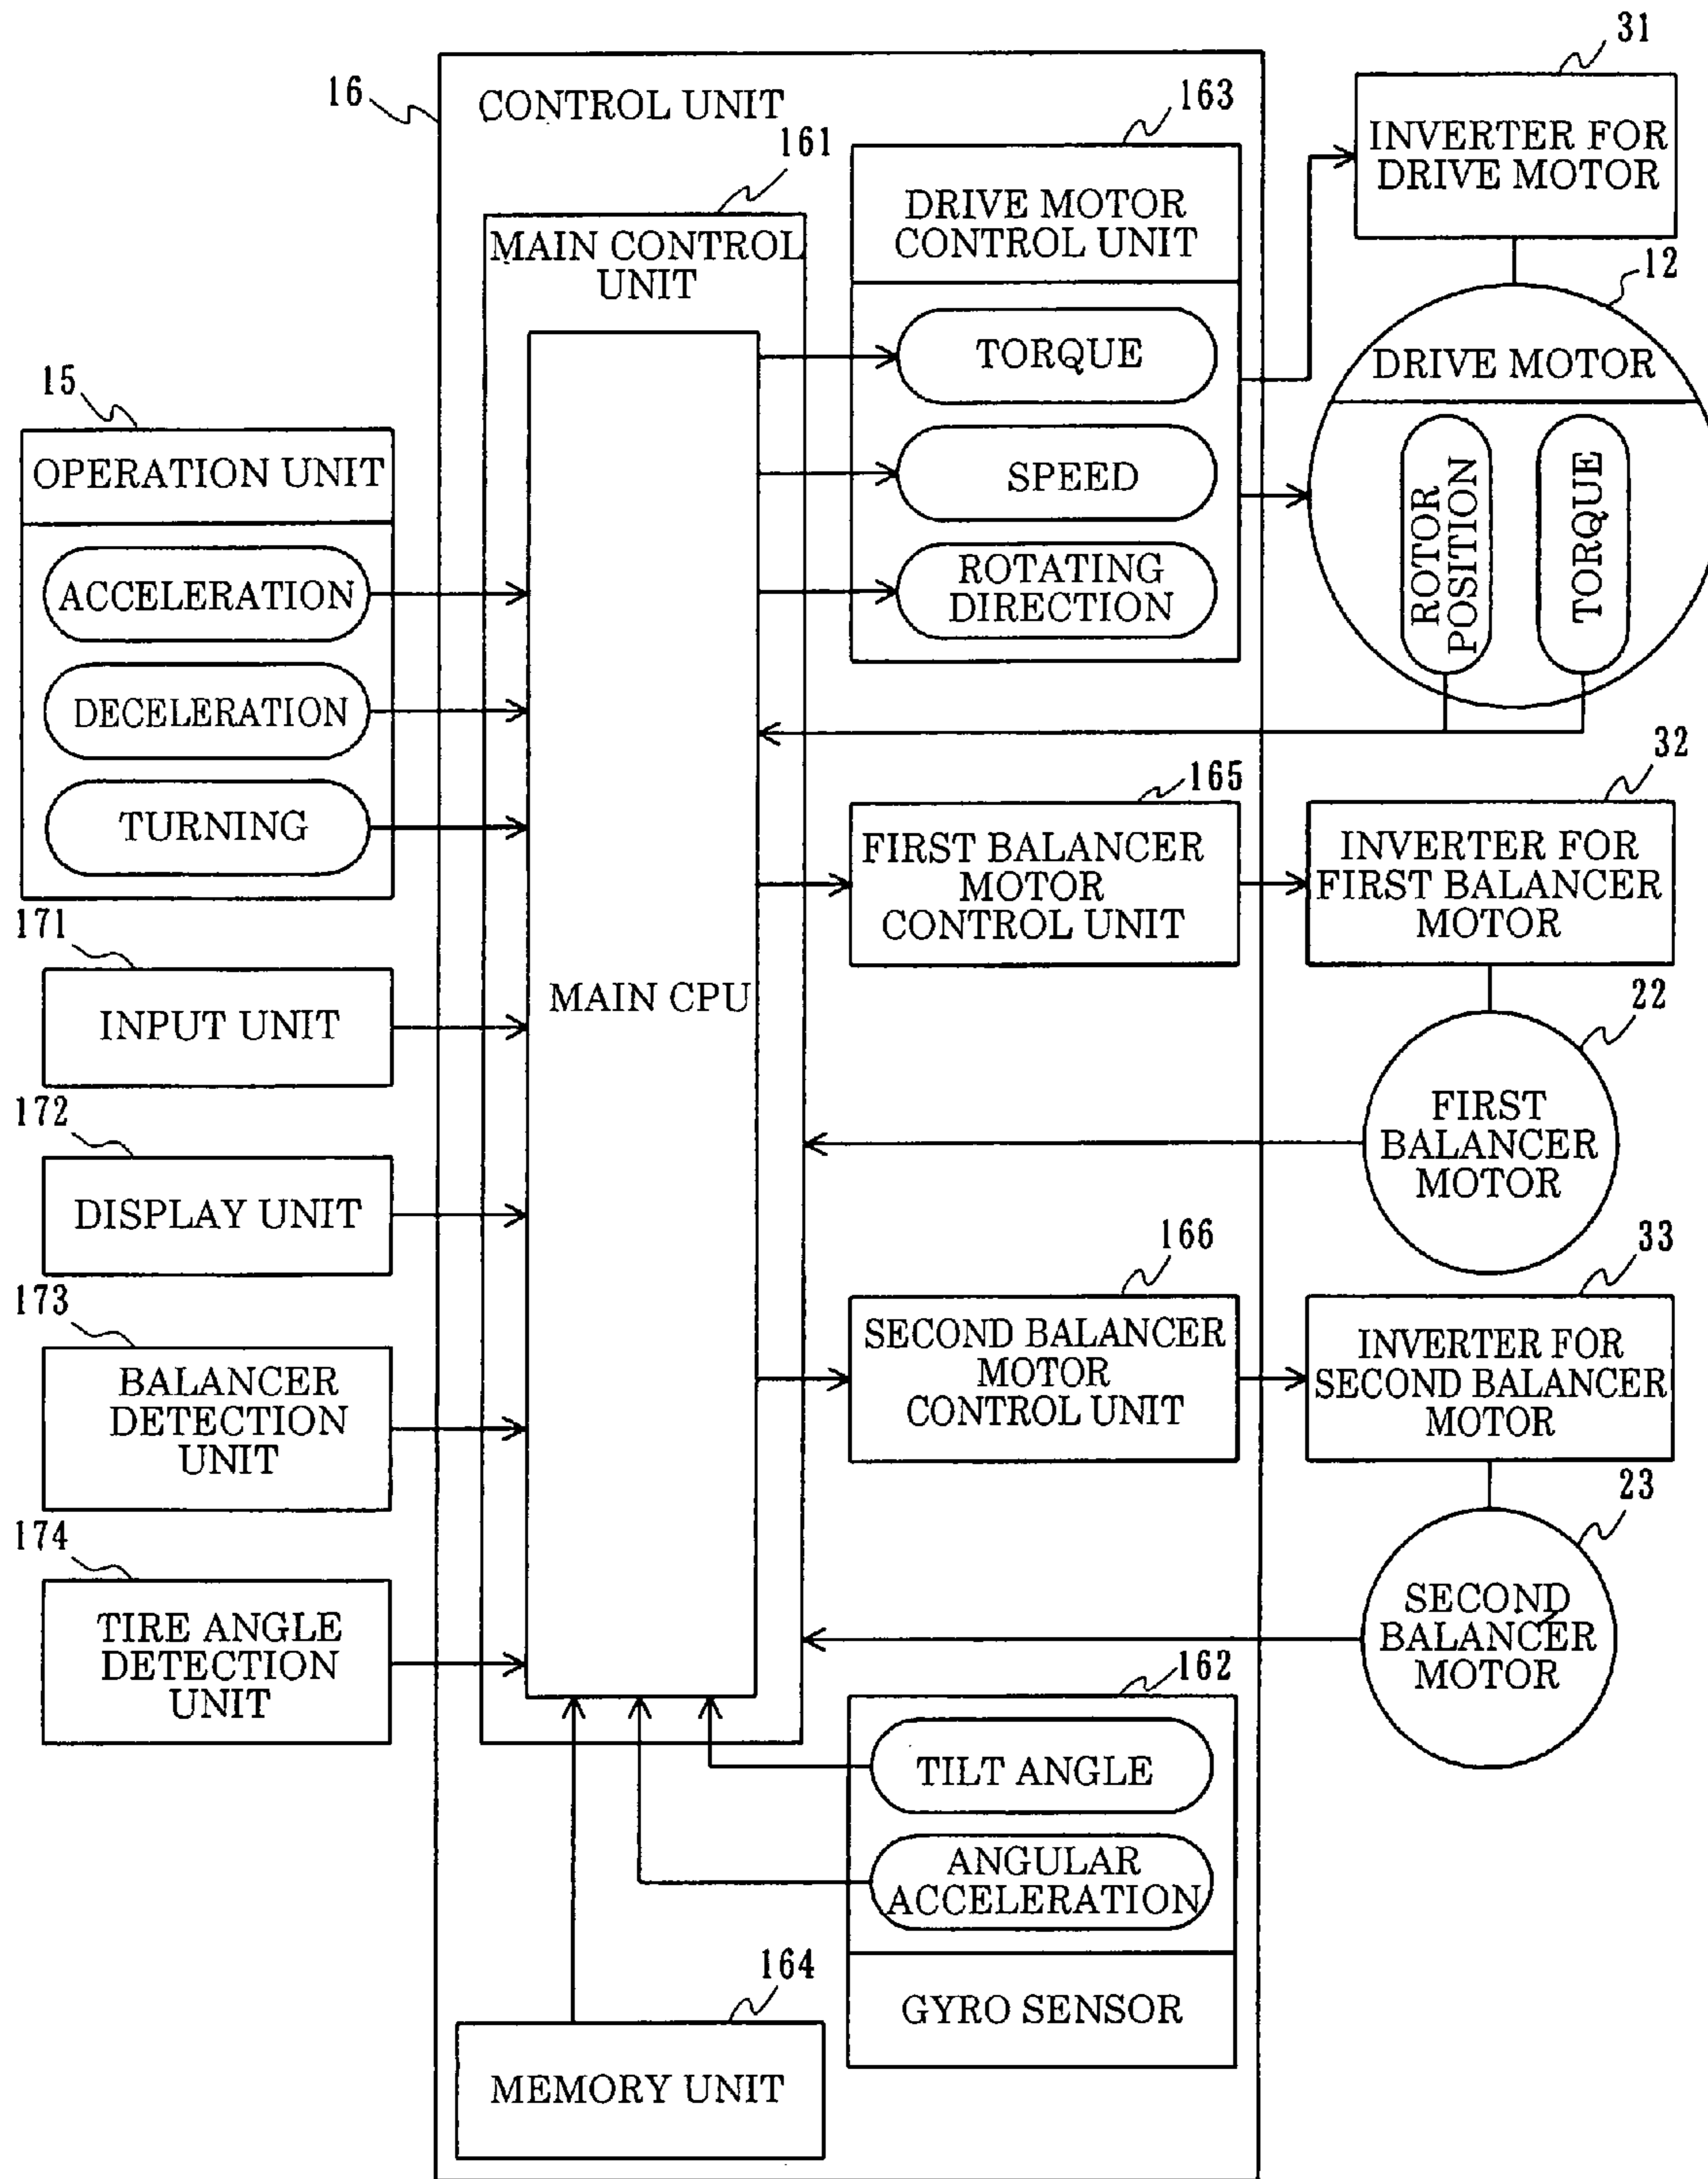 16
CONTROL UNIT
161
MAIN CONTROL
UNIT
MAIN CPU
15
OPERATION UNIT
ACCELERATION
DECELERATION
TURNING
171
INPUT UNIT
172
DISPLAY UNIT
173
BALANCER
DETECTION
UNIT
174
TIRE ANGLE
DETECTION
UNIT
163
DRIVE MOTOR
CONTROL UNIT
TORQUE
SPEED
ROTATING
DIRECTION
31
INVERTER FOR
DRIVE MOTOR
12
DRIVE MOTOR
ROTOR
POSITION
TORQUE
165
FIRST BALANCER
MOTOR
CONTROL UNIT
32
INVERTER FOR
FIRST BALANCER
MOTOR
22
FIRST
BALANCER
MOTOR
166
SECOND BALANCER
MOTOR
CONTROL UNIT
33
INVERTER FOR
SECOND BALANCER
MOTOR
23
SECOND
BALANCER
MOTOR
162
TILT ANGLE
ANGULAR
ACCELERATION
GYRO SENSOR
164
MEMORY UNIT